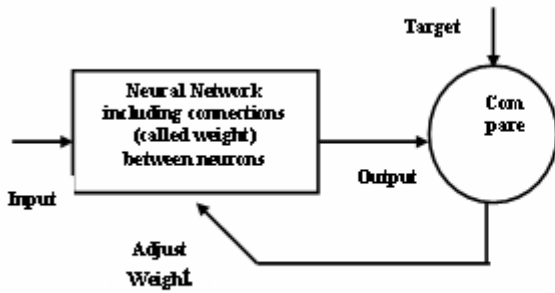 Target
Neural Network
including connections
(called weight)
between neurons
Com
pare
Input
Output
Adjust
Weight.